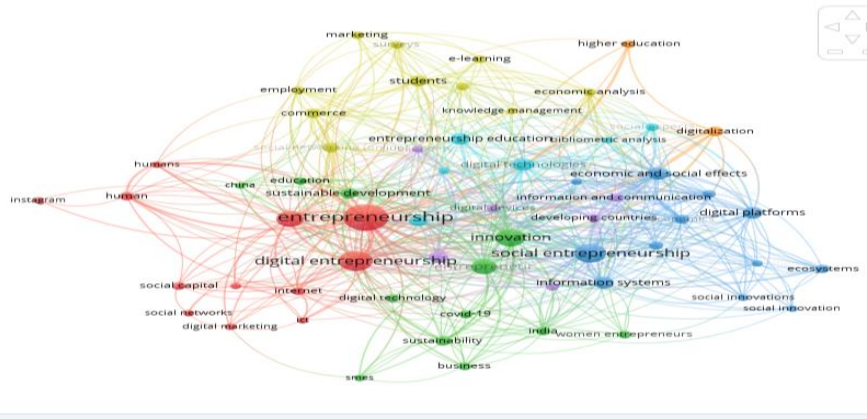 marketing
surveys
higher education
e-learning
students
employment
economic analysis
commerce
knowledge management
digitalization
entrepreneurship education
bibliometric analysis
humans
digital technologies
economic and social effects
education
china
sustainable development
human
information and communication
instagram
digital devices
digital platforms
entrepreneurship
developing countries
innovation
social entrepreneurship
digital entrepreneurship
ecosystems
information systems
social capital
internet
digital technology
social innovations
social innovation
social networks
covid-19
ict
digital marketing
india
women entrepreneurs
sustainability
business
smes